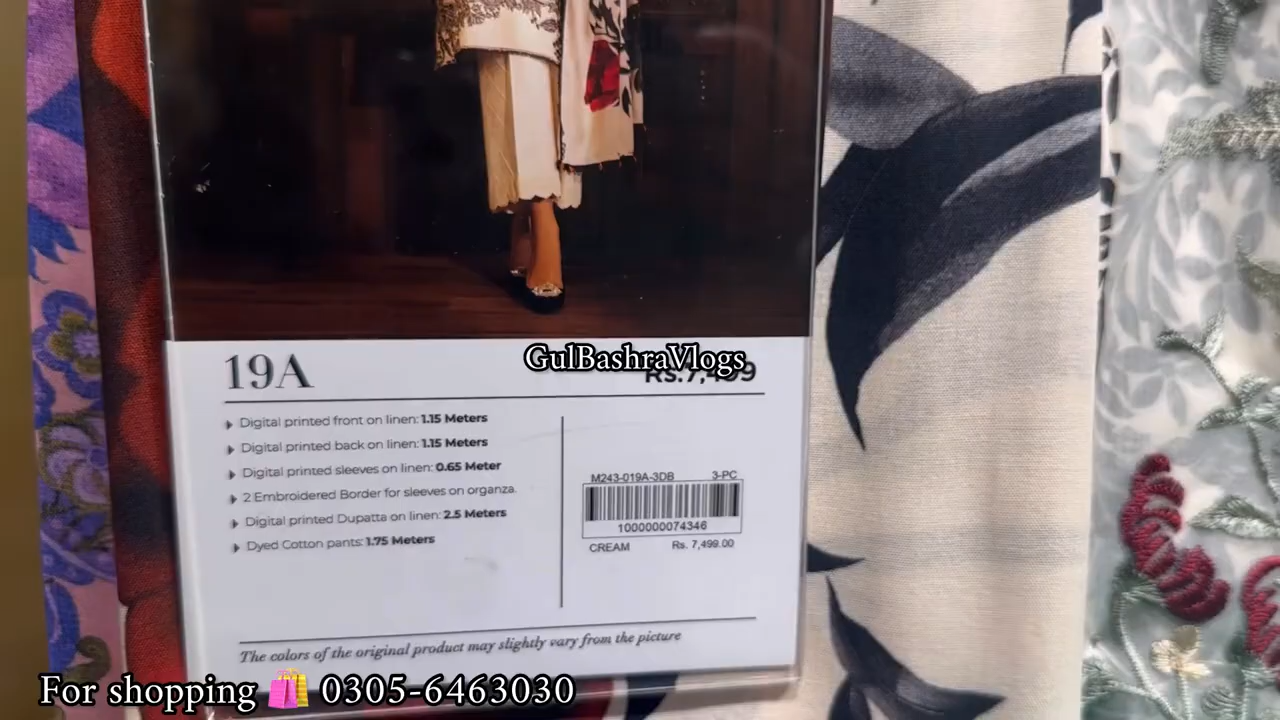 19A
GulBashraVlogs
Rs.7,499
Digital printed front on linen: 1.15 Meters
Digital printed back on linen: 1.15 Meters
Digital printed sleeves on linen: 0.65 Meter
2 Embroidered Border for sleeves on organza.
Digital printed Dupatta on linen: 2.5 Meters
Dyed Cotton pants: 1.75 Meters
M243-019A-3DB 3-PC
1000000074346
CREAM Rs. 7,499.00
The colors of the original product may slightly vary from the picture
For shopping 🛍️ 0305-6463030